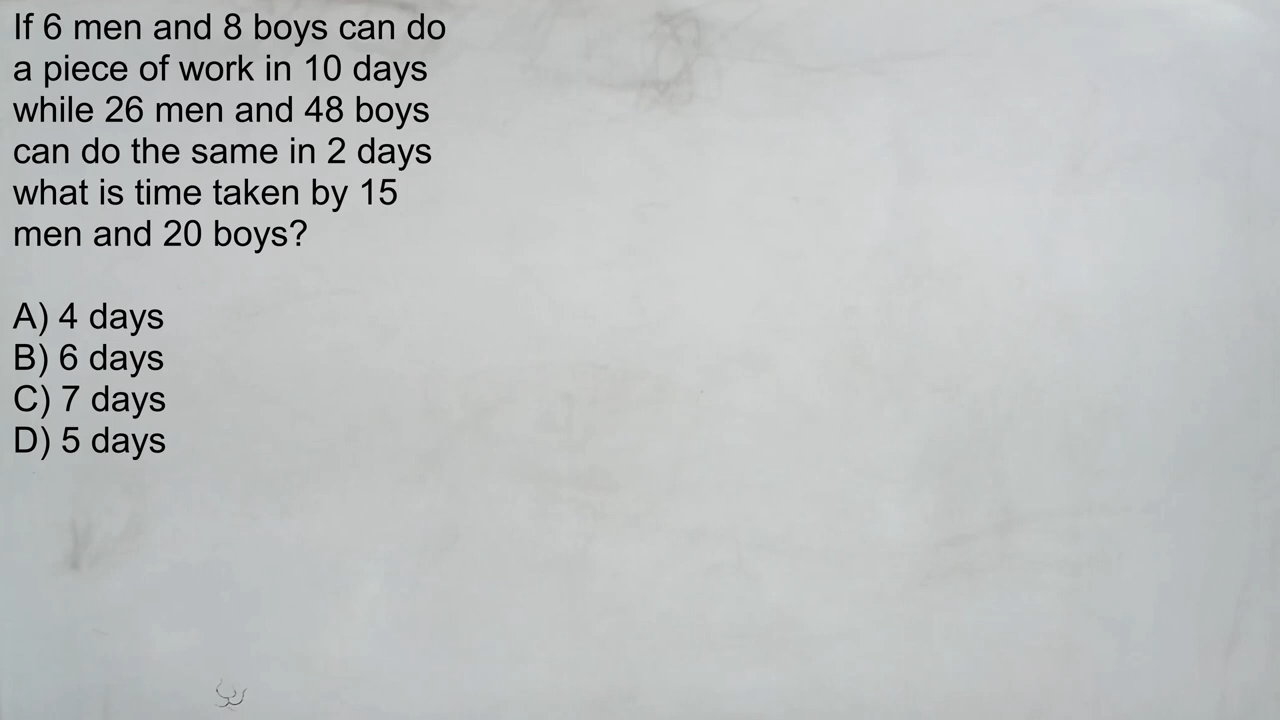 If 6 men and 8 boys can do
a piece of work in 10 days
while 26 men and 48 boys
can do the same in 2 days
what is time taken by 15
men and 20 boys?
A) 4 days
B) 6 days
C) 7 days
D) 5 days